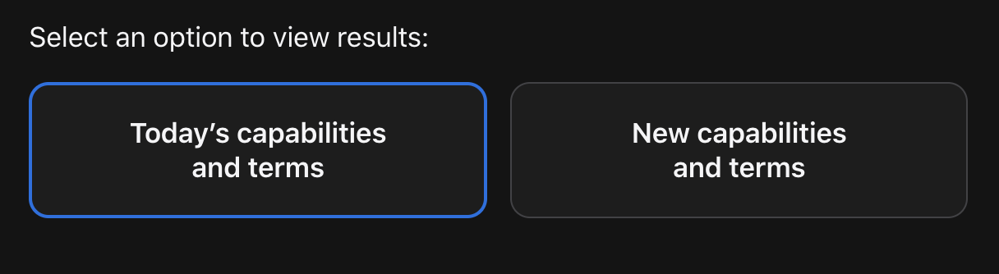 Select an option to view results:
Today’s capabilities
and terms
New capabilities
and terms